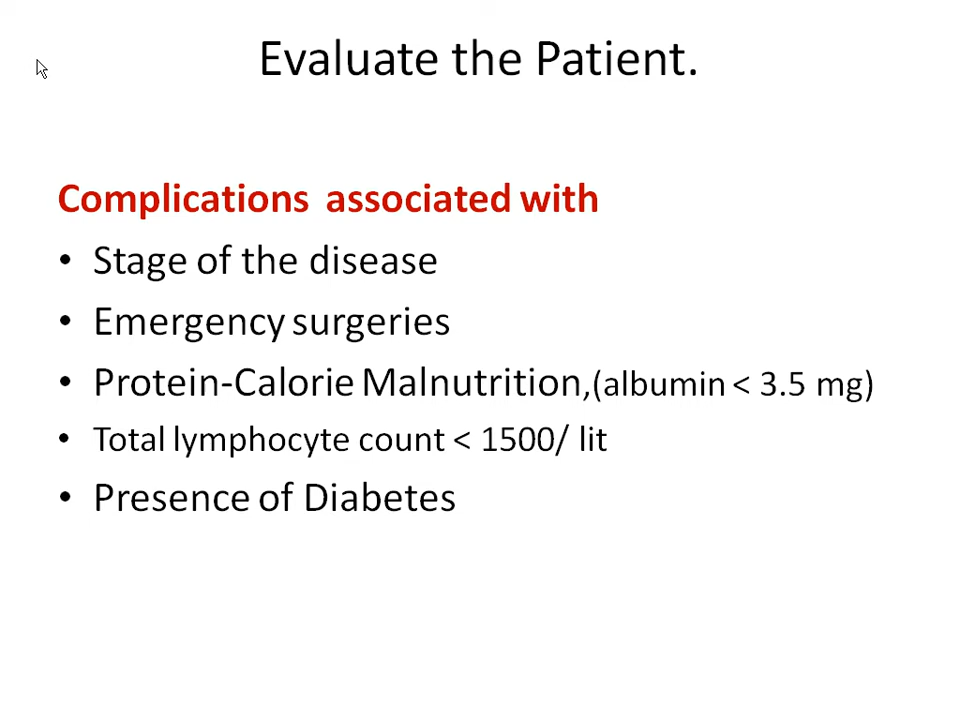 Evaluate the Patient.
Complications associated with
• Stage of the disease
• Emergency surgeries
• Protein-Calorie Malnutrition,(albumin < 3.5 mg)
• Total lymphocyte count < 1500/ lit
• Presence of Diabetes